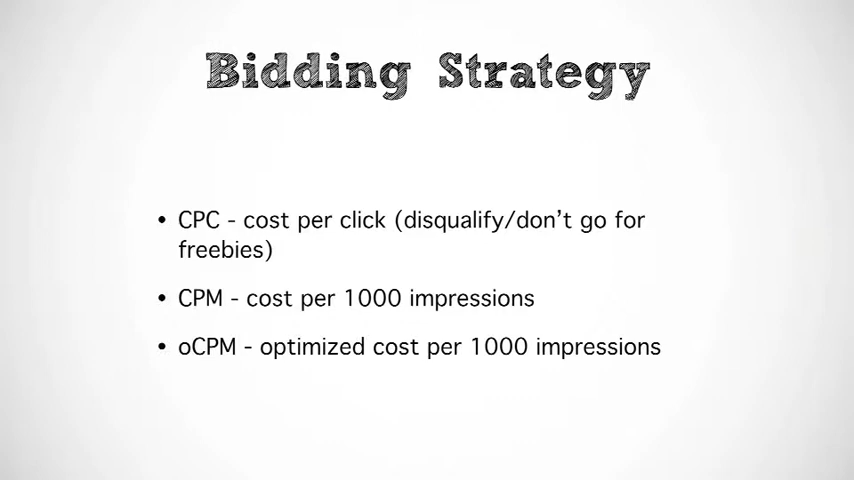 Bidding Strategy
• CPC - cost per click (disqualify/don’t go for
freebies)
• CPM - cost per 1000 impressions
• oCPM - optimized cost per 1000 impressions